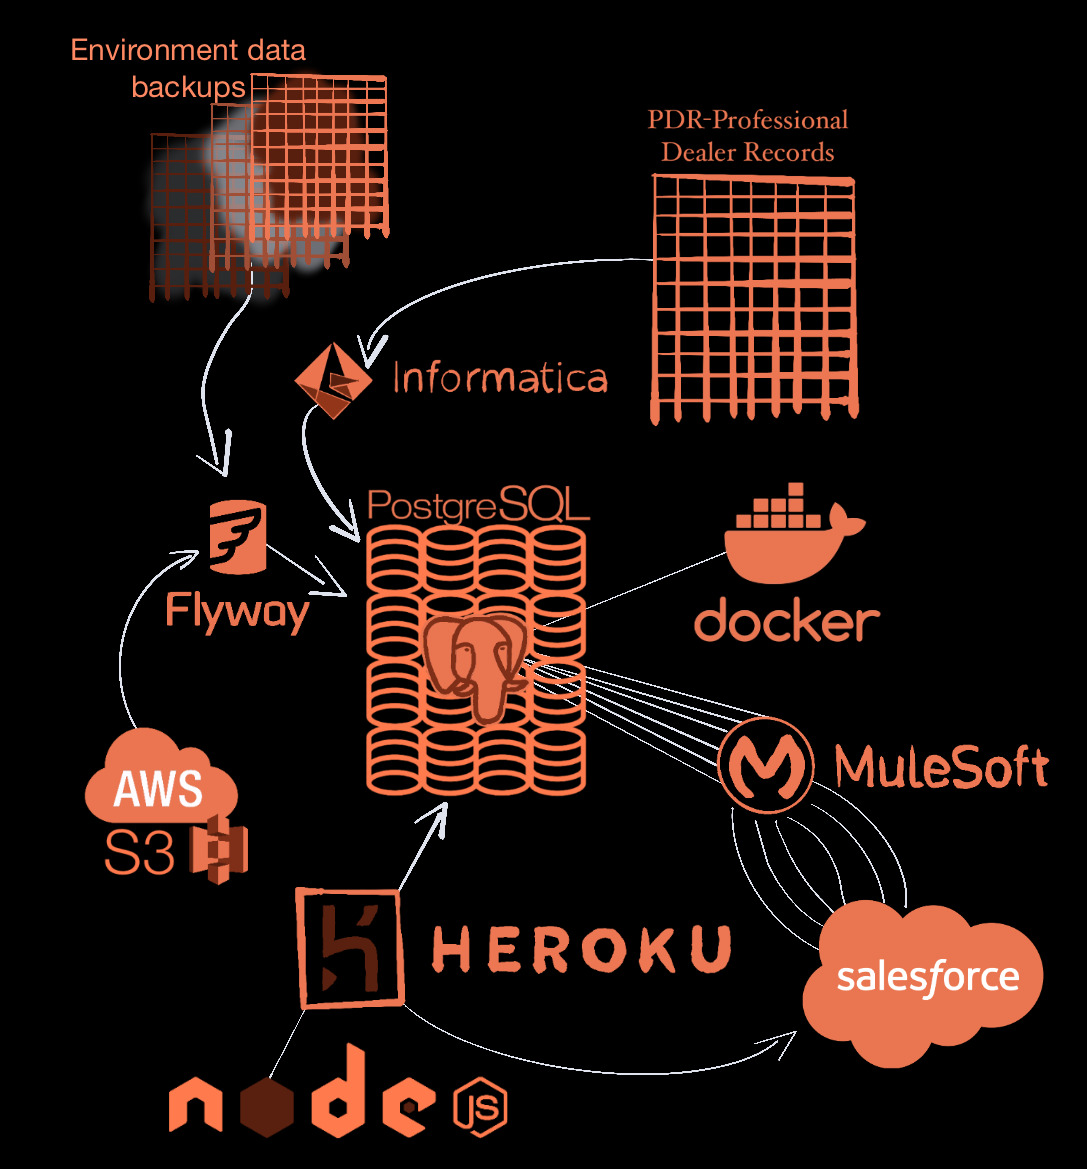 Environment data
backups
PDR-Professional
Dealer Records
Informatica
PostgreSQL
Flyway
docker
AWS
S3
MuleSoft
HEROKU
salesforce
node
JS